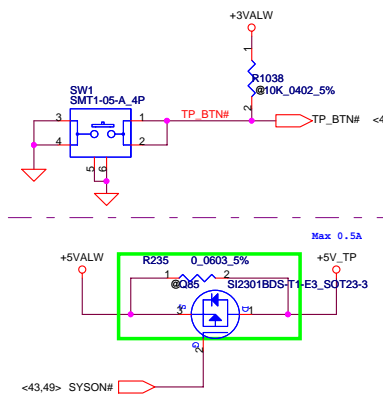 +3VALW
1
R1038
@10K_0402_5%
2
SW1
SMT1-05-A_4P
3 1
4 2
5 6
TP_BTN#
TP_BTN# <4
Max 0.5A
+5VALW
+5V_TP
R235 0_0603_5%
1 2
@Q85 SI2301BDS-T1-E3_SOT23-3
3 S D 1
G
2
<43,49> SYSON#